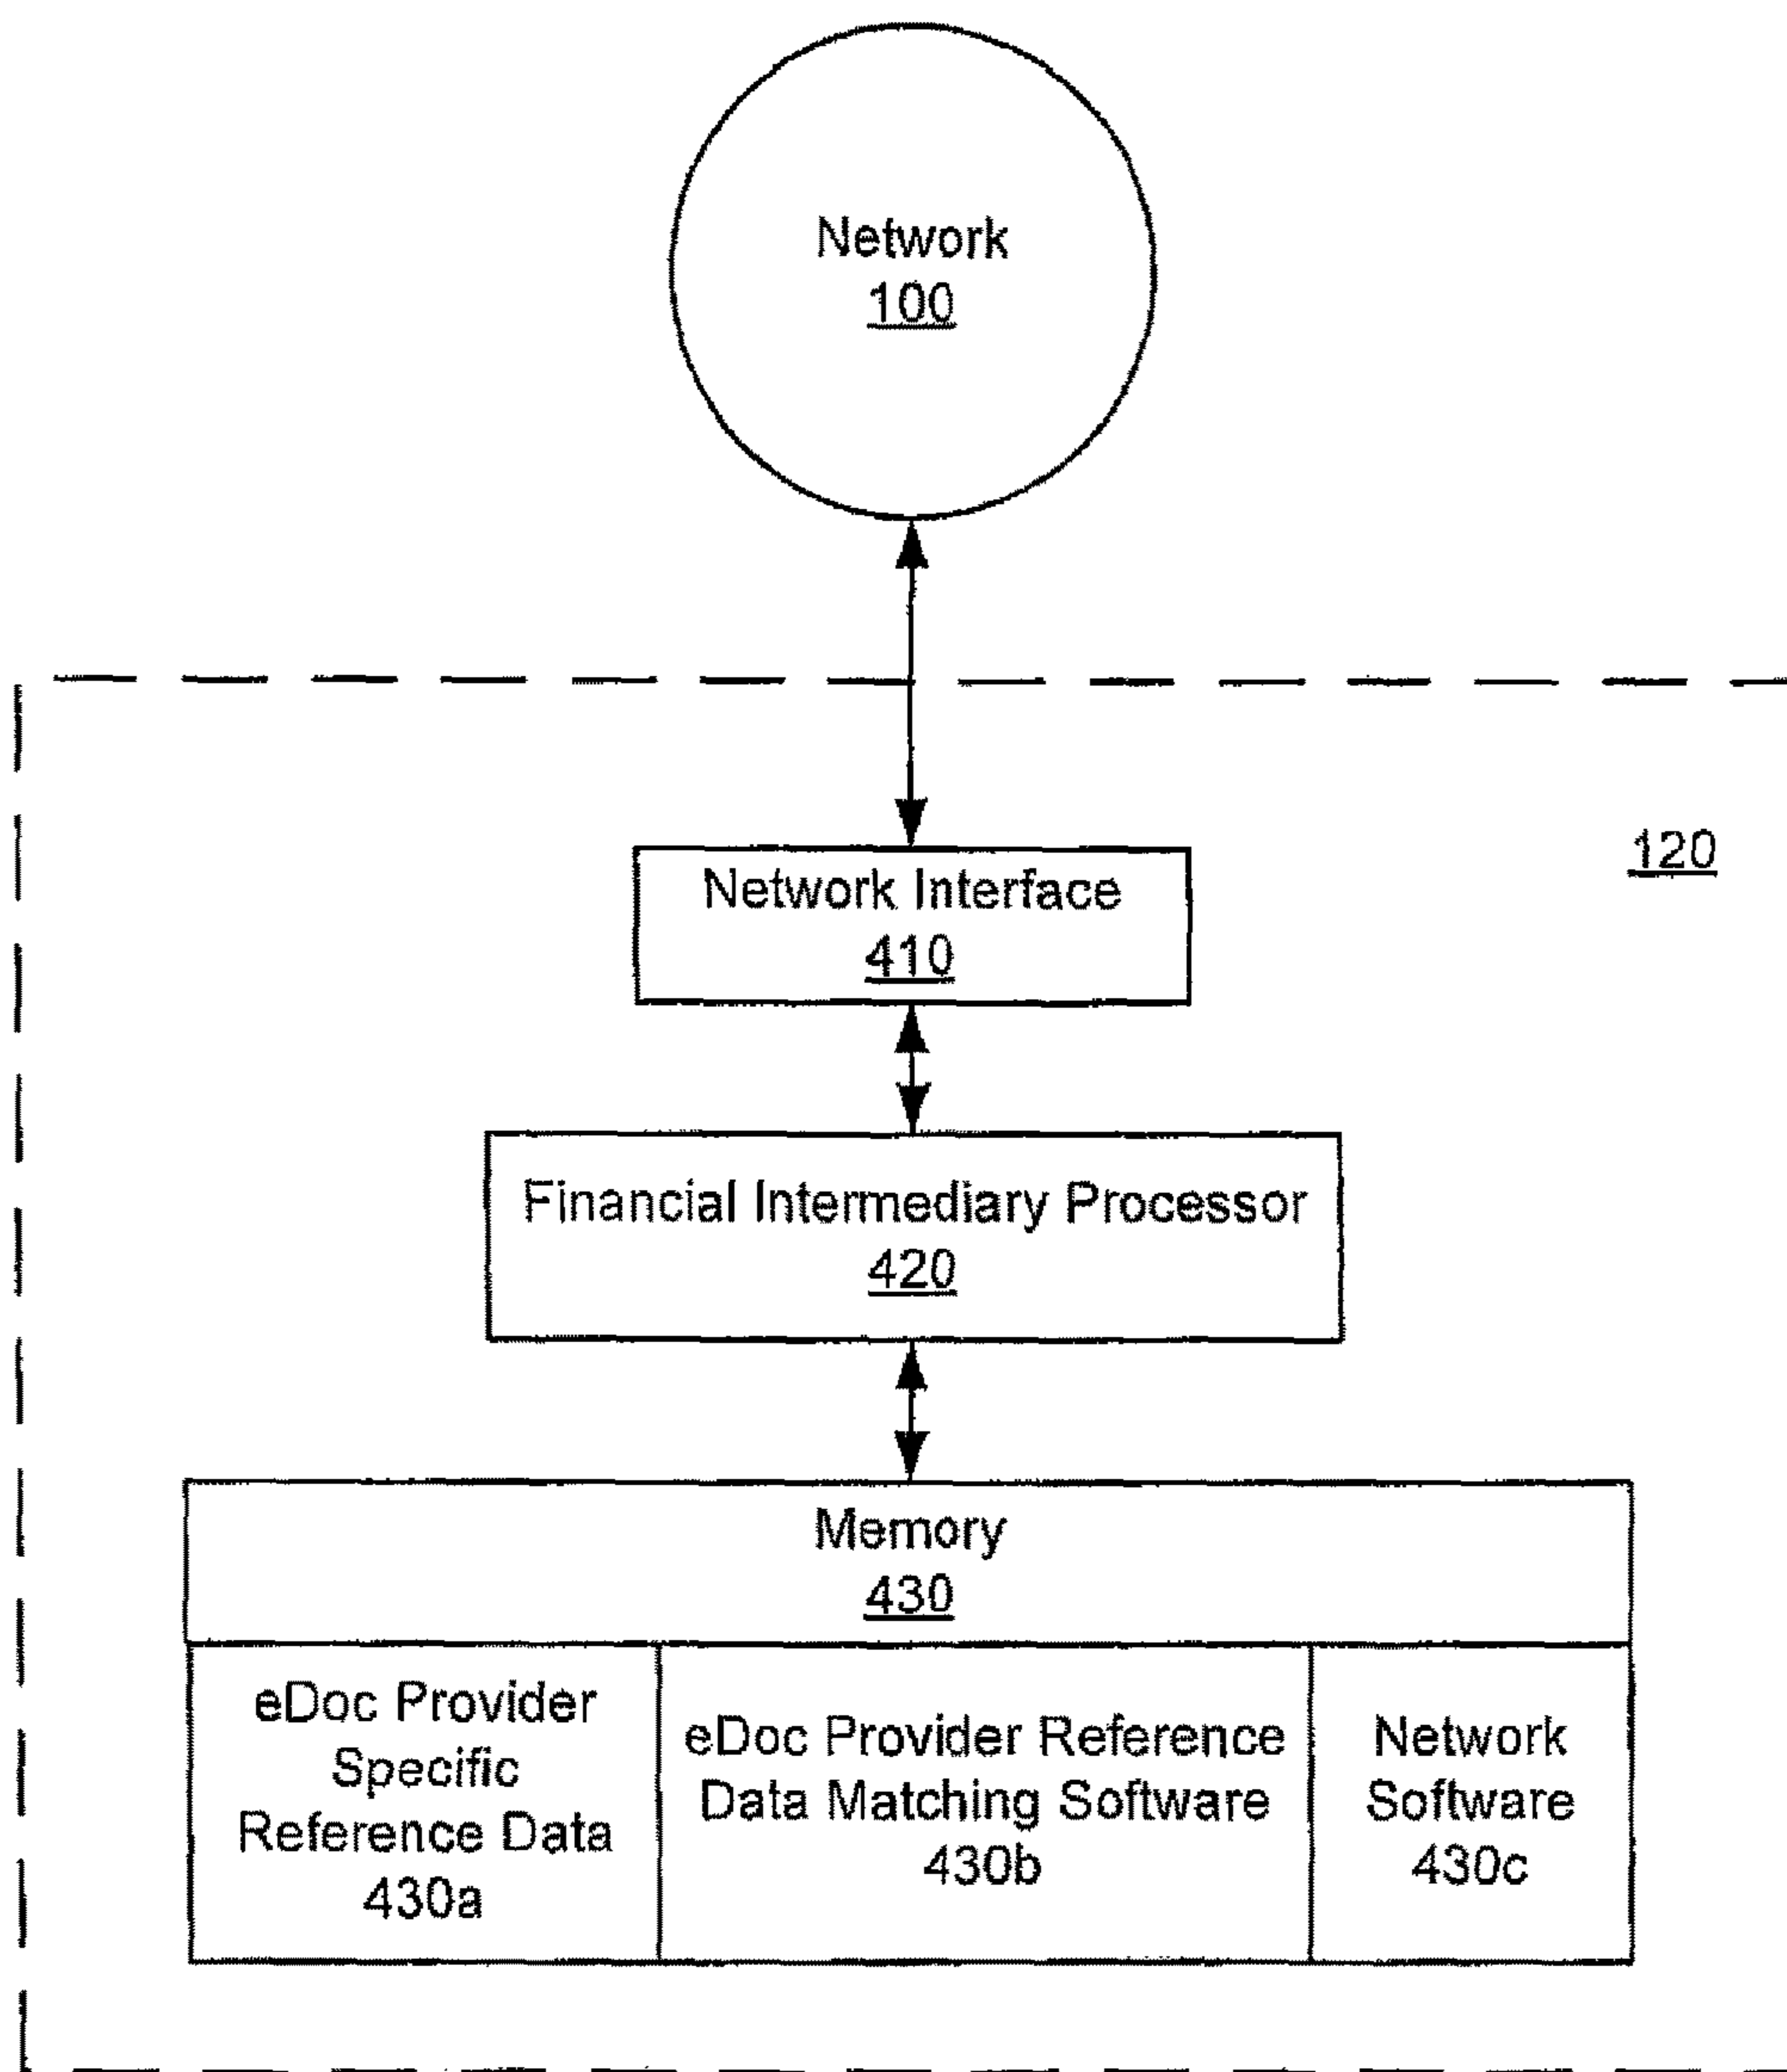 Network
100
120
Network Interface
410
Financial Intermediary Processor
420
Memory
430
eDoc Provider
Specific
Reference Data
430a
eDoc Provider Reference
Data Matching Software
430b
Network
Software
430c